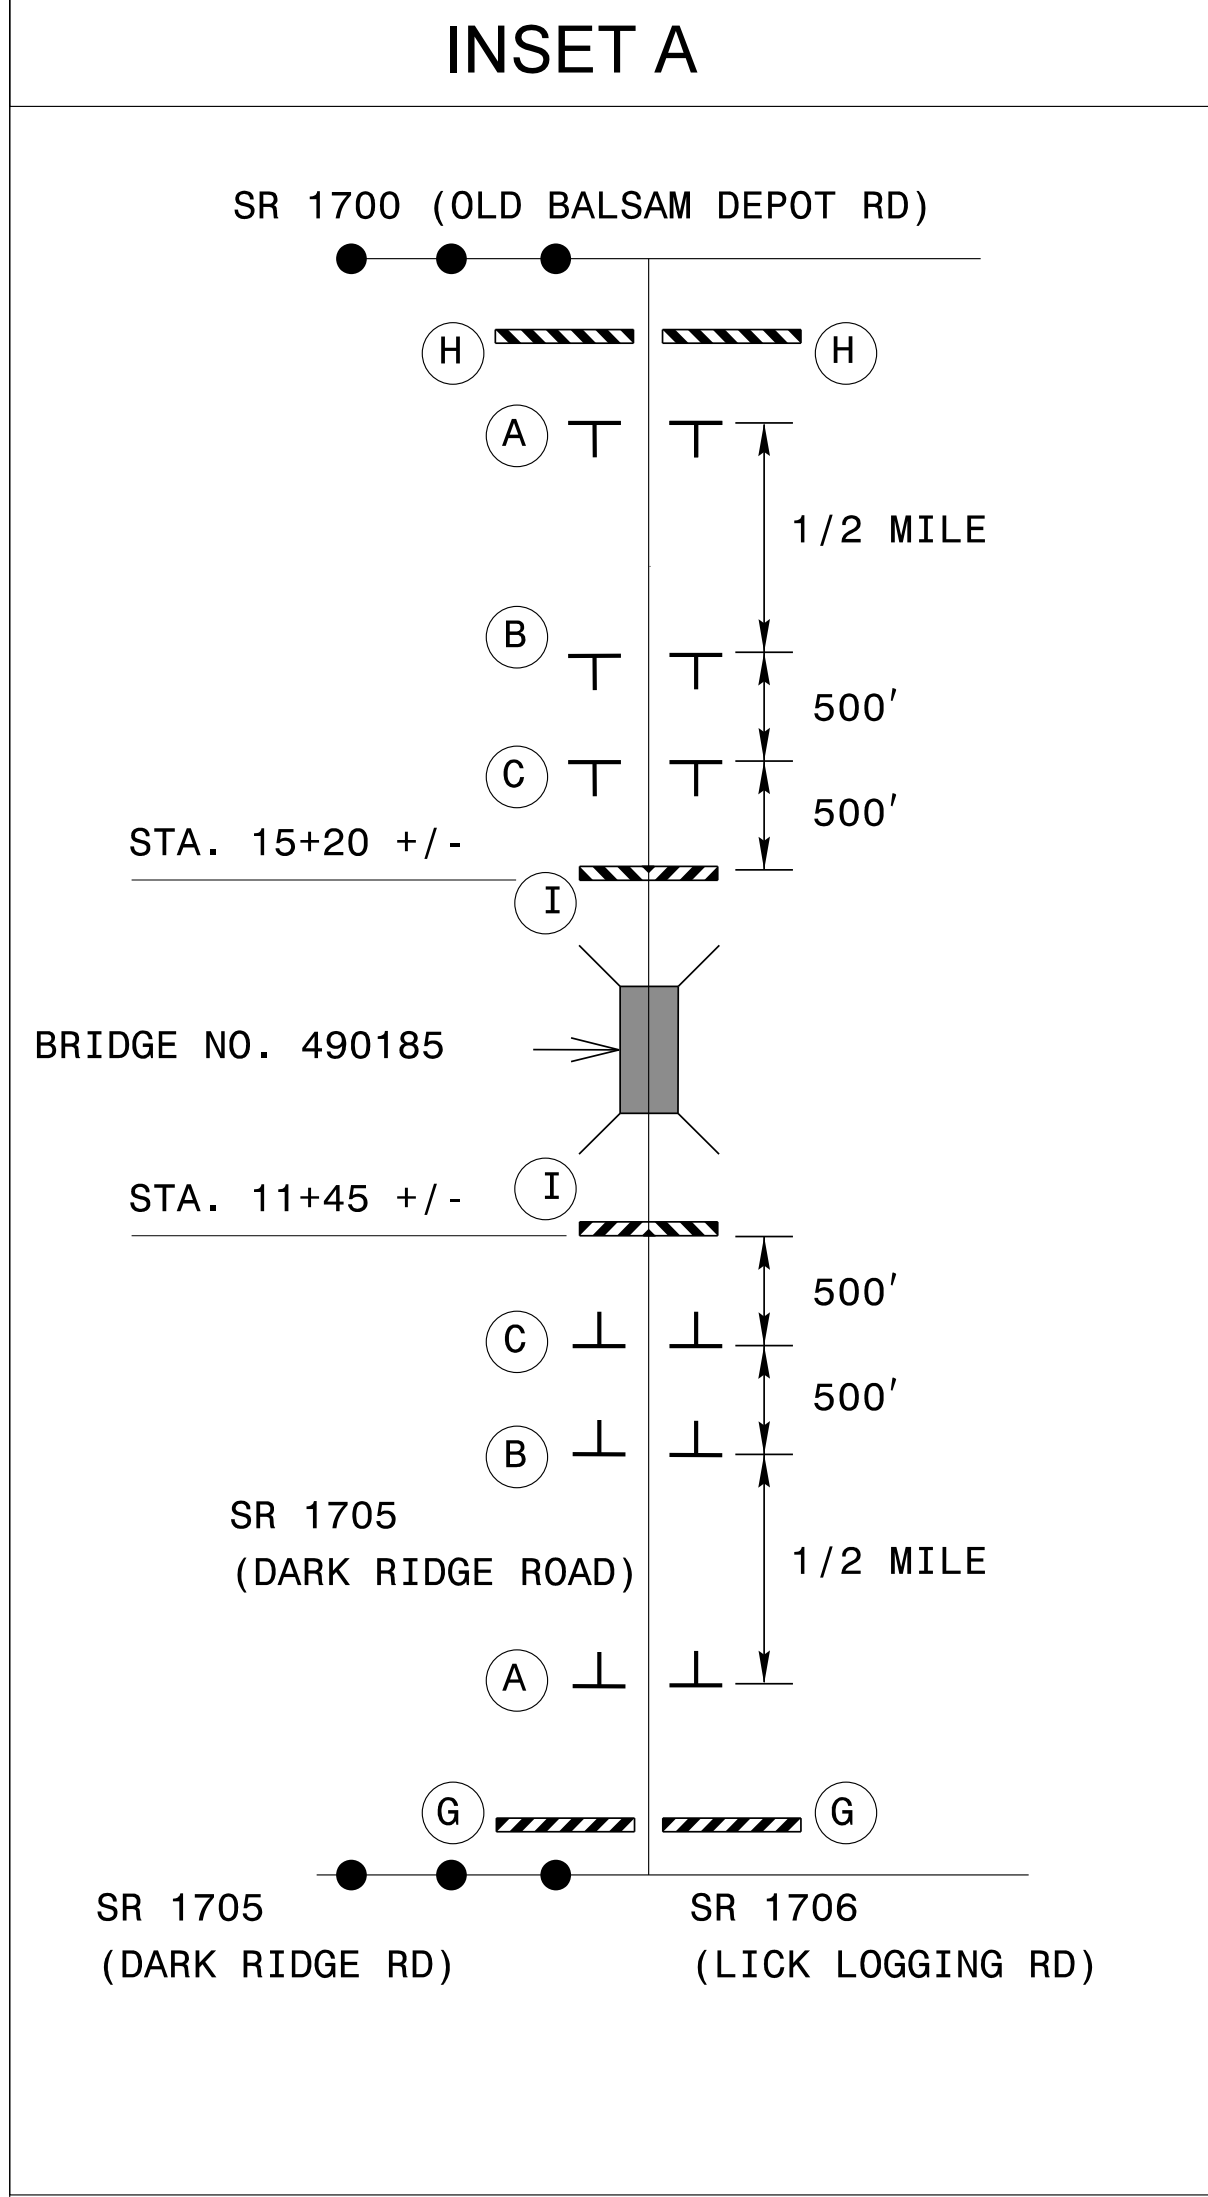 INSET A
SR 1700 (OLD BALSAM DEPOT RD)
H
H
A
1/2 MILE
B
500'
C
500'
STA. 15+20 +/-
I
BRIDGE NO. 490185
STA. 11+45 +/-
I
500'
C
500'
B
SR 1705
(DARK RIDGE ROAD)
1/2 MILE
A
G
G
SR 1705
(DARK RIDGE RD)
SR 1706
(LICK LOGGING RD)